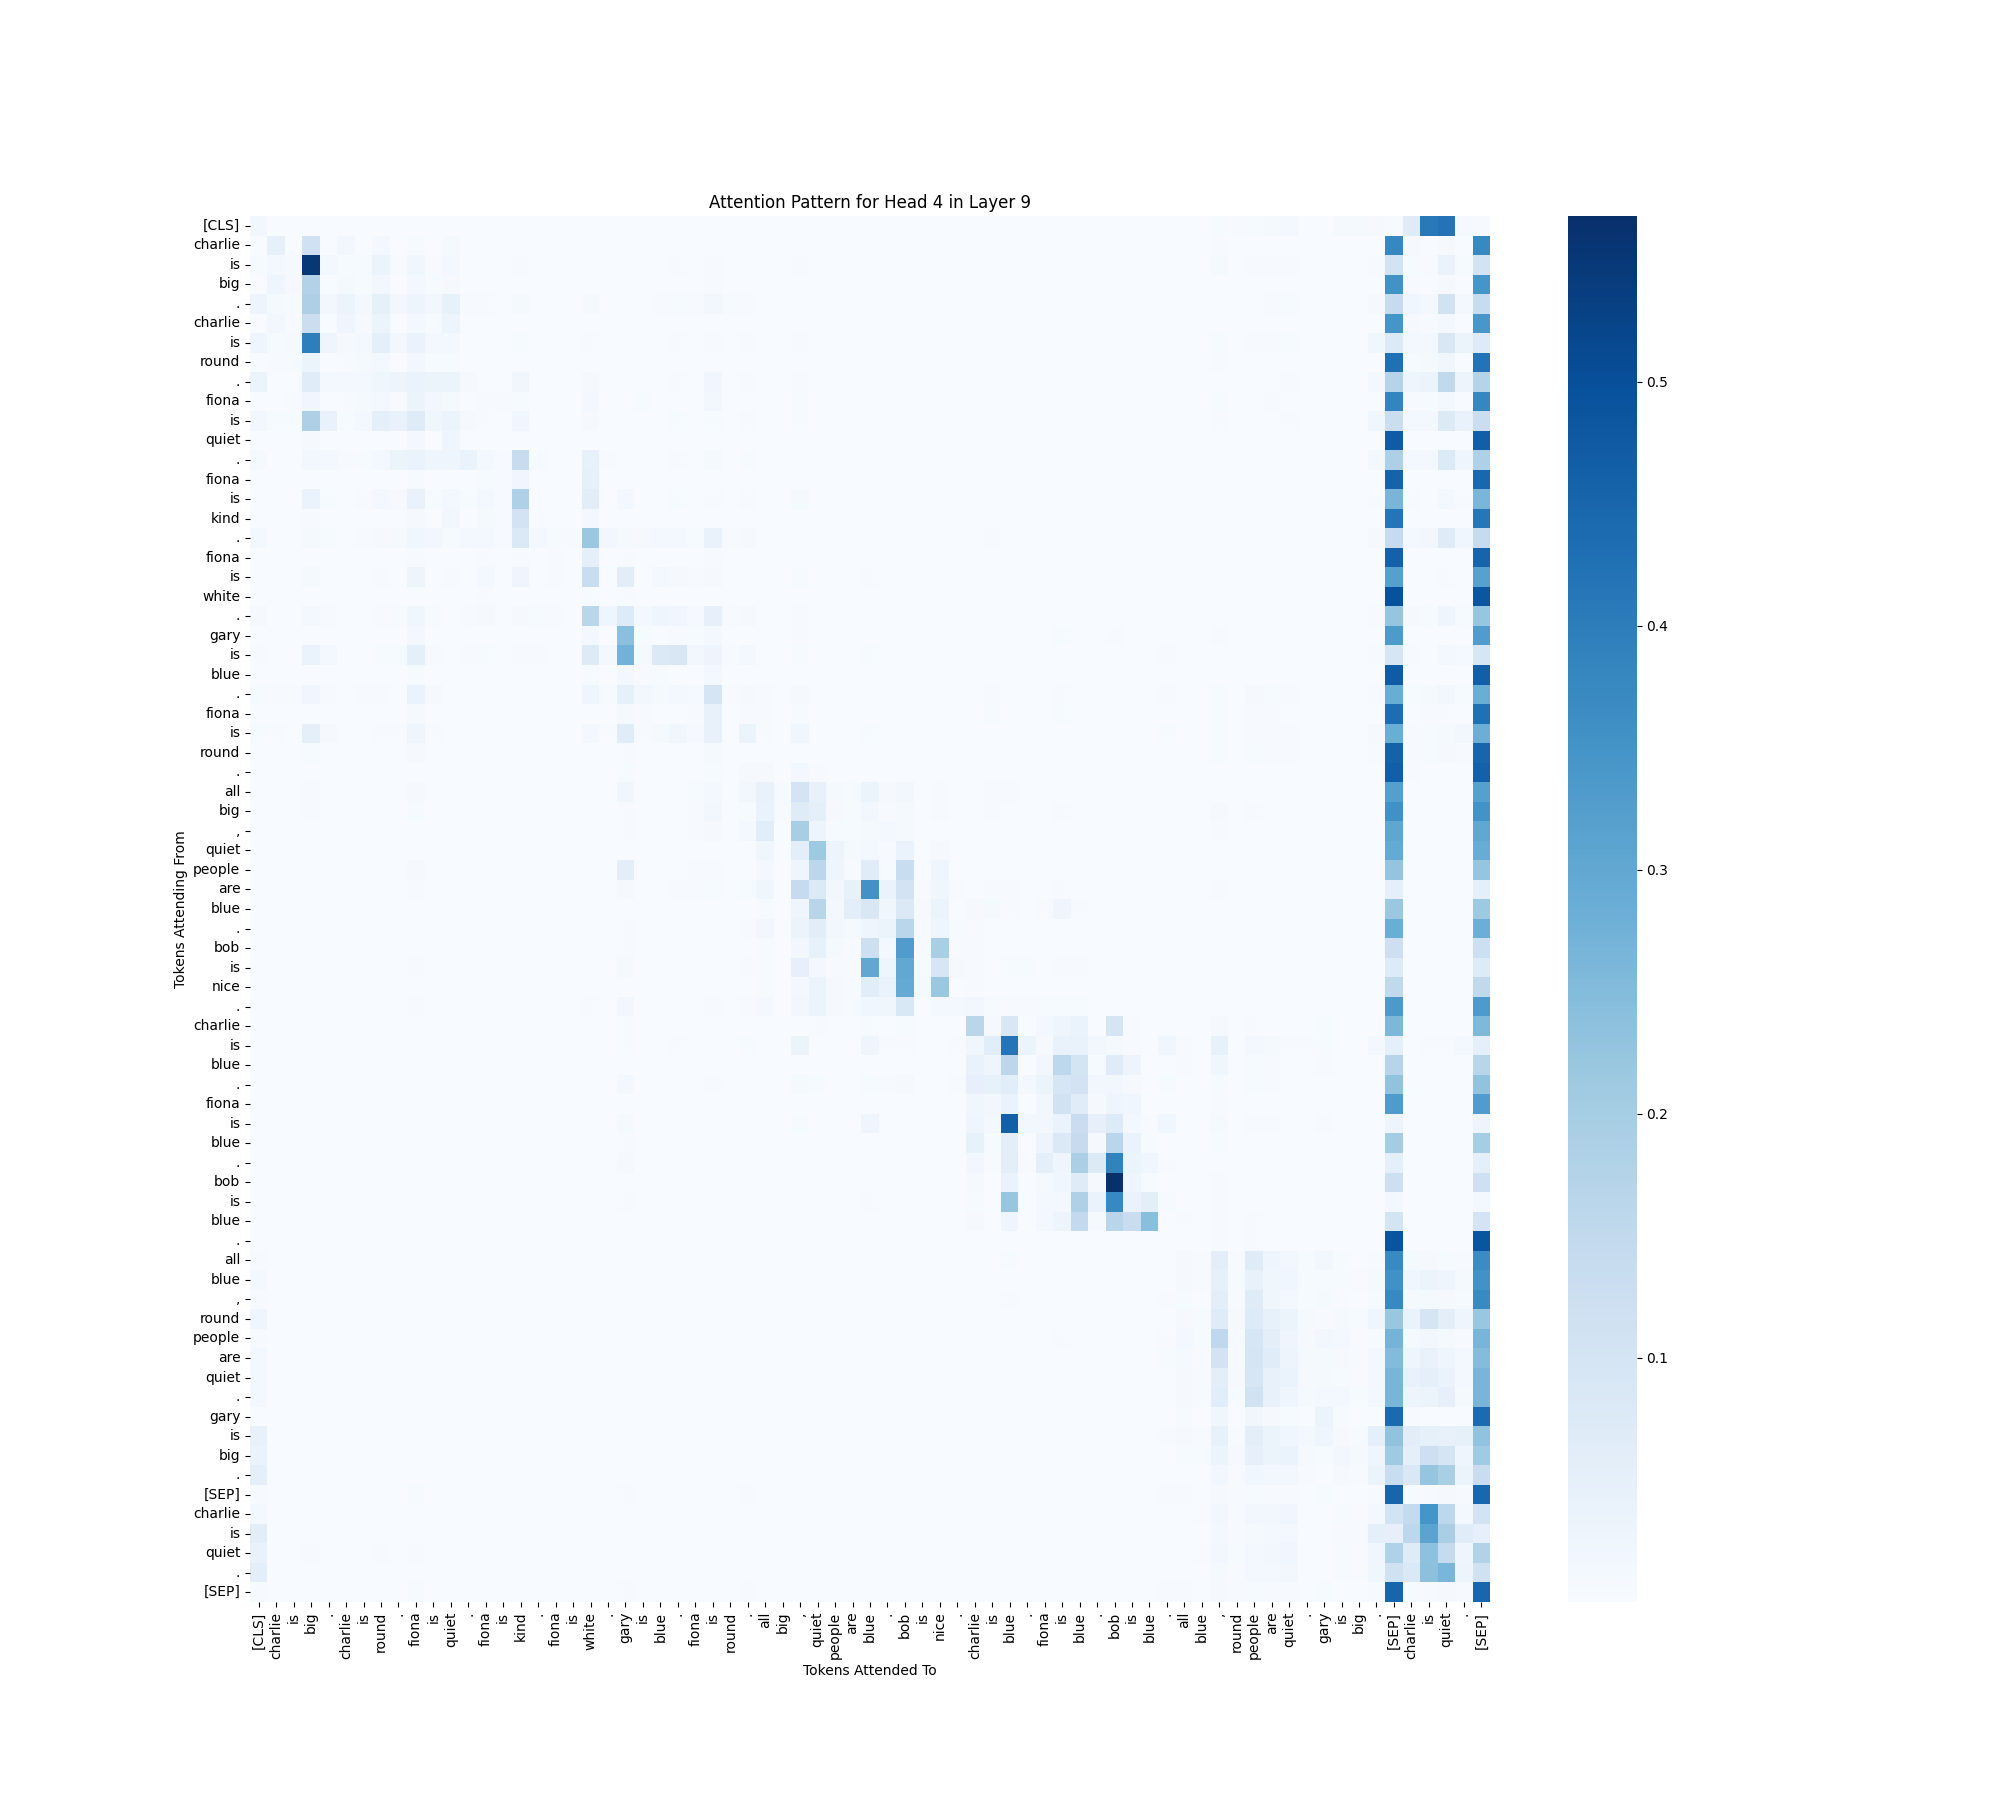 Attention Pattern for Head 4 in Layer 9
[CLS]
charlie
is
big
.
charlie
is
round
.
fiona
is
quiet
.
fiona
is
kind
.
fiona
is
white
.
gary
is
blue
.
fiona
is
round
.
all
big
,
quiet
people
are
blue
.
bob
is
nice
.
charlie
is
blue
.
fiona
is
blue
.
bob
is
blue
.
all
blue
,
round
people
are
quiet
.
gary
is
big
.
[SEP]
charlie
is
quiet
.
[SEP]
Tokens Attending From
[CLS]
charlie
is
big
.
charlie
is
round
.
fiona
is
quiet
.
fiona
is
kind
.
fiona
is
white
.
gary
is
blue
.
fiona
is
round
.
all
big
,
quiet
people
are
blue
.
bob
is
nice
.
charlie
is
blue
.
fiona
is
blue
.
bob
is
blue
.
all
blue
,
round
people
are
quiet
.
gary
is
big
.
[SEP]
charlie
is
quiet
.
[SEP]
Tokens Attended To
0.5
0.4
0.3
0.2
0.1